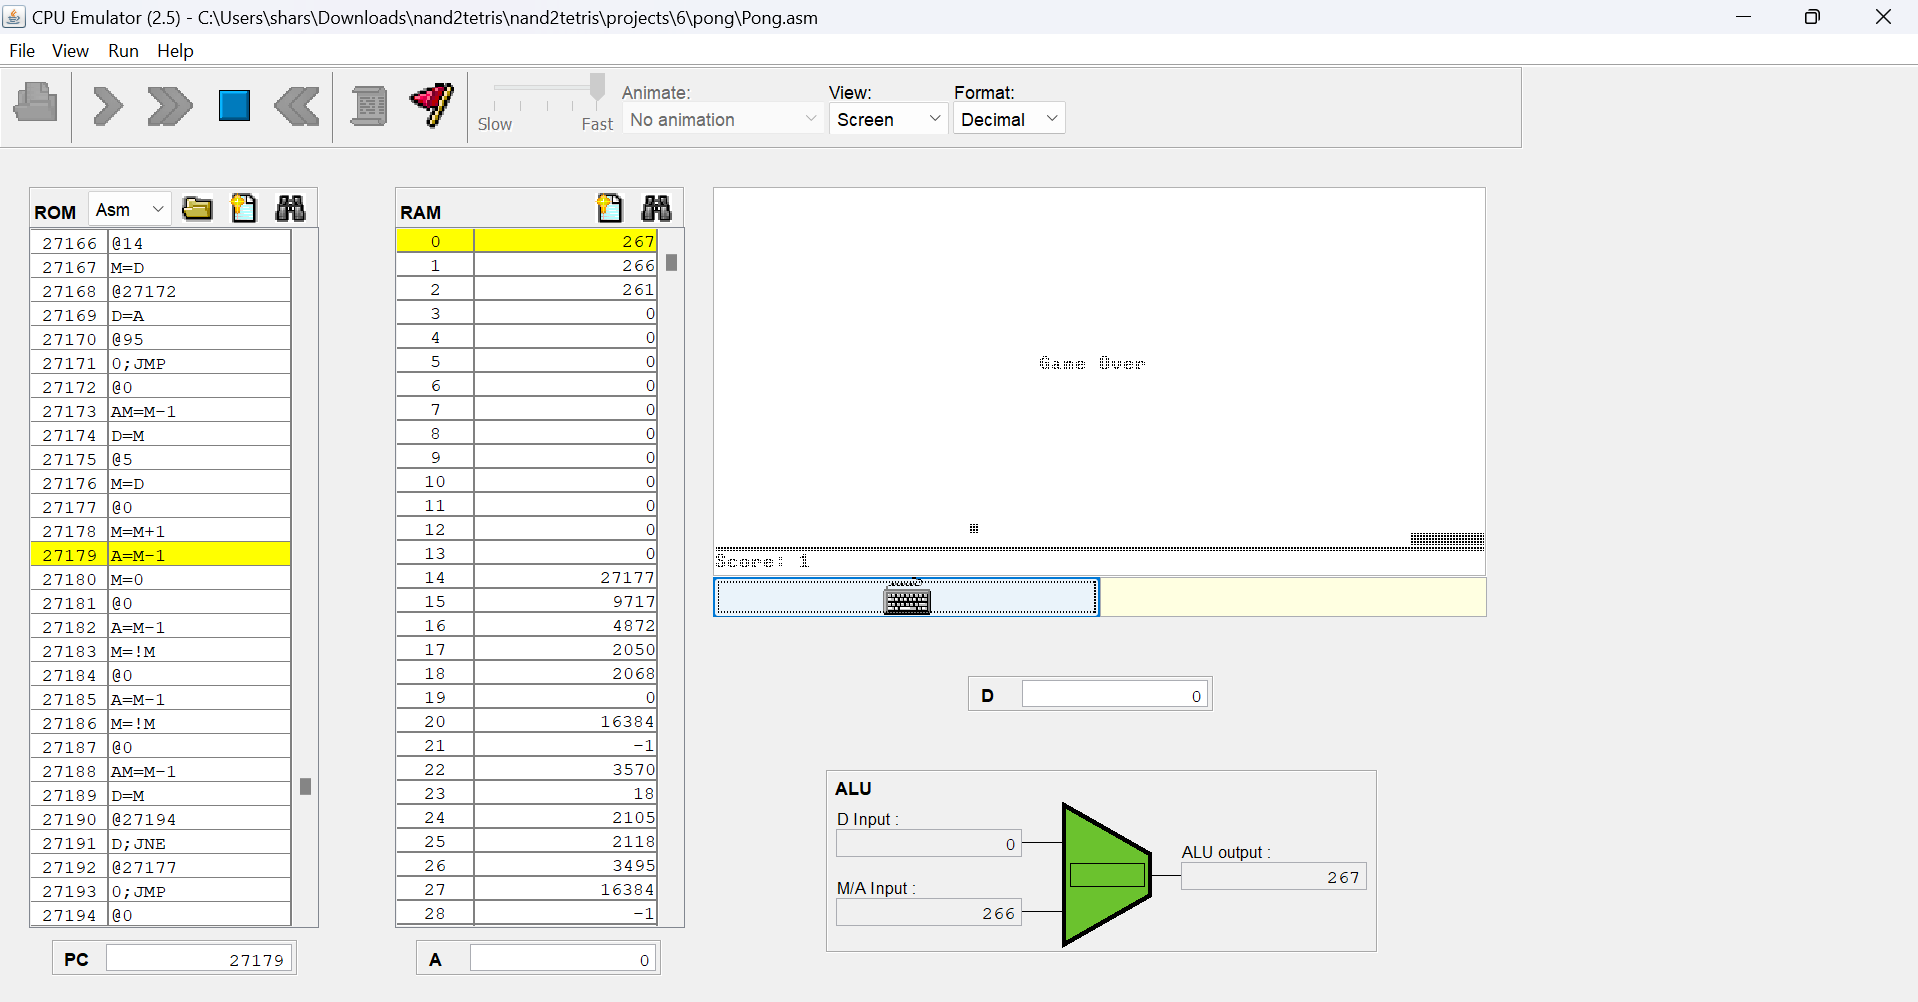 CPU Emulator (2.5) - C:\Users\shars\Downloads\nand2tetris\nand2tetris\projects\6\pong\Pong.asm
File View Run Help
Slow Fast
Animate:
No animation
View:
Screen
Format:
Decimal
ROM Asm
27166 @14
27167 M=D
27168 @27172
27169 D=A
27170 @95
27171 0;JMP
27172 @0
27173 AM=M-1
27174 D=M
27175 @5
27176 M=D
27177 @0
27178 M=M+1
27179 A=M-1
27180 M=0
27181 @0
27182 A=M-1
27183 M=!M
27184 @0
27185 A=M-1
27186 M=!M
27187 @0
27188 AM=M-1
27189 D=M
27190 @27194
27191 D;JNE
27192 @27177
27193 0;JMP
27194 @0
PC 27179
RAM
0 267
1 266
2 261
3 0
4 0
5 0
6 0
7 0
8 0
9 0
10 0
11 0
12 0
13 0
14 27177
15 9717
16 4872
17 2050
18 2068
19 0
20 16384
21 -1
22 3570
23 18
24 2105
25 2118
26 3495
27 16384
28 -1
A 0
Game Over
Score: 1
D 0
ALU
D Input :
0
M/A Input :
266
ALU output :
267